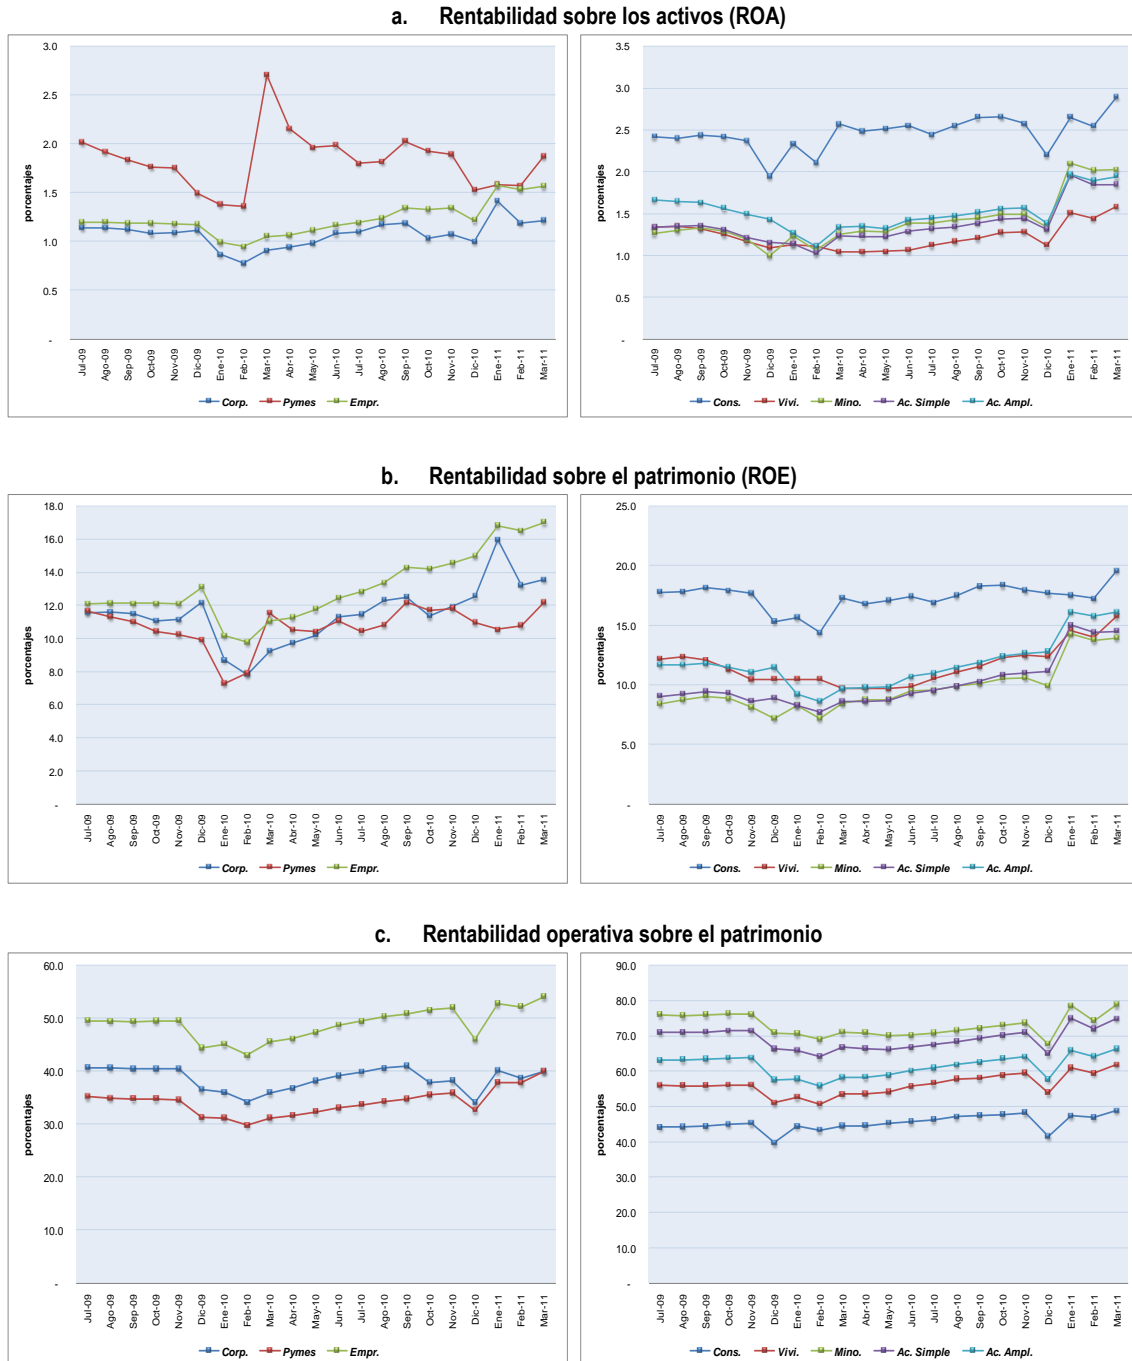 a. Rentabilidad sobre los activos (ROA)
3.0
2.5
2.0
1.5
1.0
0.5
-
porcentajes
Jul-09
Ago-09
Sep-09
Oct-09
Nov-09
Dic-09
Ene-10
Feb-10
Mar-10
Abr-10
May-10
Jun-10
Jul-10
Ago-10
Sep-10
Oct-10
Nov-10
Dic-10
Ene-11
Feb-11
Mar-11
Corp. Pymes Empr.
3.5
3.0
2.5
2.0
1.5
1.0
0.5
-
porcentajes
Jul-09
Ago-09
Sep-09
Oct-09
Nov-09
Dic-09
Ene-10
Feb-10
Mar-10
Abr-10
May-10
Jun-10
Jul-10
Ago-10
Sep-10
Oct-10
Nov-10
Dic-10
Ene-11
Feb-11
Mar-11
Cons. Vivi. Mino. Ac. Simple Ac. Ampl.
b. Rentabilidad sobre el patrimonio (ROE)
18.0
16.0
14.0
12.0
10.0
8.0
6.0
4.0
2.0
-
porcentajes
Jul-09
Ago-09
Sep-09
Oct-09
Nov-09
Dic-09
Ene-10
Feb-10
Mar-10
Abr-10
May-10
Jun-10
Jul-10
Ago-10
Sep-10
Oct-10
Nov-10
Dic-10
Ene-11
Feb-11
Mar-11
Corp. Pymes Empr.
25.0
20.0
15.0
10.0
5.0
-
porcentajes
Jul-09
Ago-09
Sep-09
Oct-09
Nov-09
Dic-09
Ene-10
Feb-10
Mar-10
Abr-10
May-10
Jun-10
Jul-10
Ago-10
Sep-10
Oct-10
Nov-10
Dic-10
Ene-11
Feb-11
Mar-11
Cons. Vivi. Mino. Ac. Simple Ac. Ampl.
c. Rentabilidad operativa sobre el patrimonio
60.0
50.0
40.0
30.0
20.0
10.0
-
porcentajes
Jul-09
Ago-09
Sep-09
Oct-09
Nov-09
Dic-09
Ene-10
Feb-10
Mar-10
Abr-10
May-10
Jun-10
Jul-10
Ago-10
Sep-10
Oct-10
Nov-10
Dic-10
Ene-11
Feb-11
Mar-11
Corp. Pymes Empr.
90.0
80.0
70.0
60.0
50.0
40.0
30.0
20.0
10.0
-
porcentajes
Jul-09
Ago-09
Sep-09
Oct-09
Nov-09
Dic-09
Ene-10
Feb-10
Mar-10
Abr-10
May-10
Jun-10
Jul-10
Ago-10
Sep-10
Oct-10
Nov-10
Dic-10
Ene-11
Feb-11
Mar-11
Cons. Vivi. Mino. Ac. Simple Ac. Ampl.